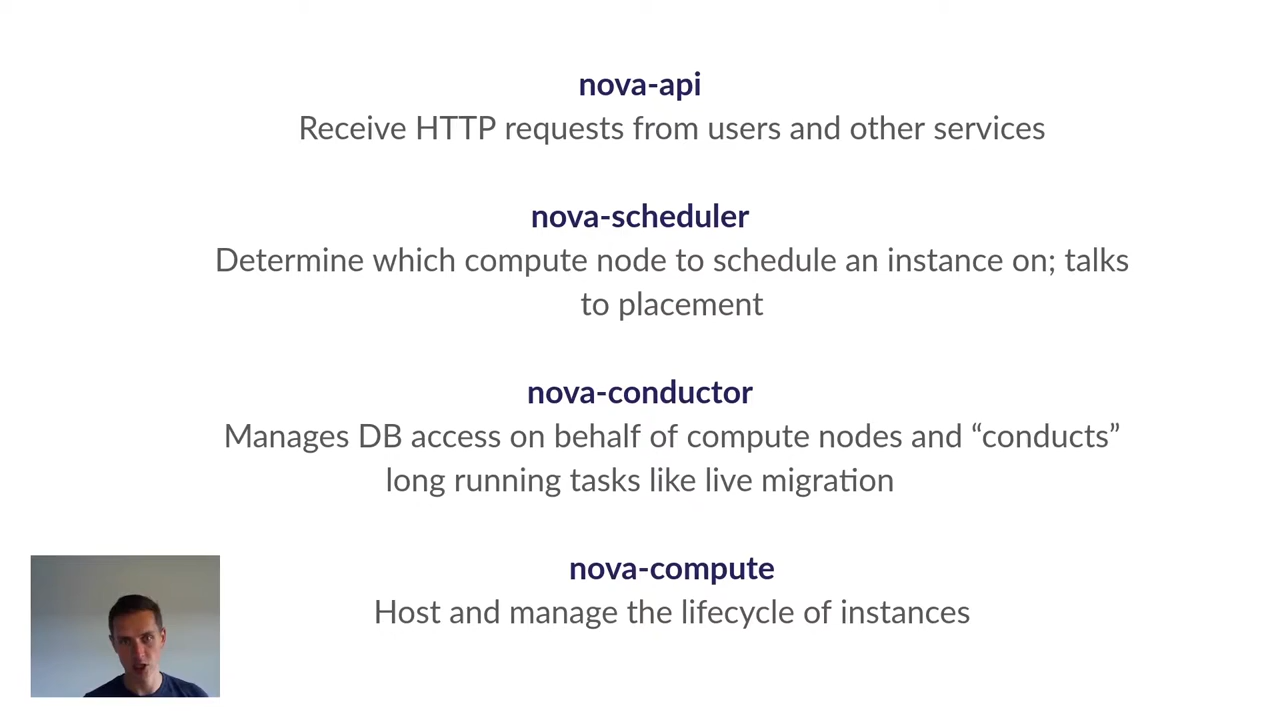 nova-api
Receive HTTP requests from users and other services
nova-scheduler
Determine which compute node to schedule an instance on; talks
to placement
nova-conductor
Manages DB access on behalf of compute nodes and “conducts”
long running tasks like live migration
nova-compute
Host and manage the lifecycle of instances